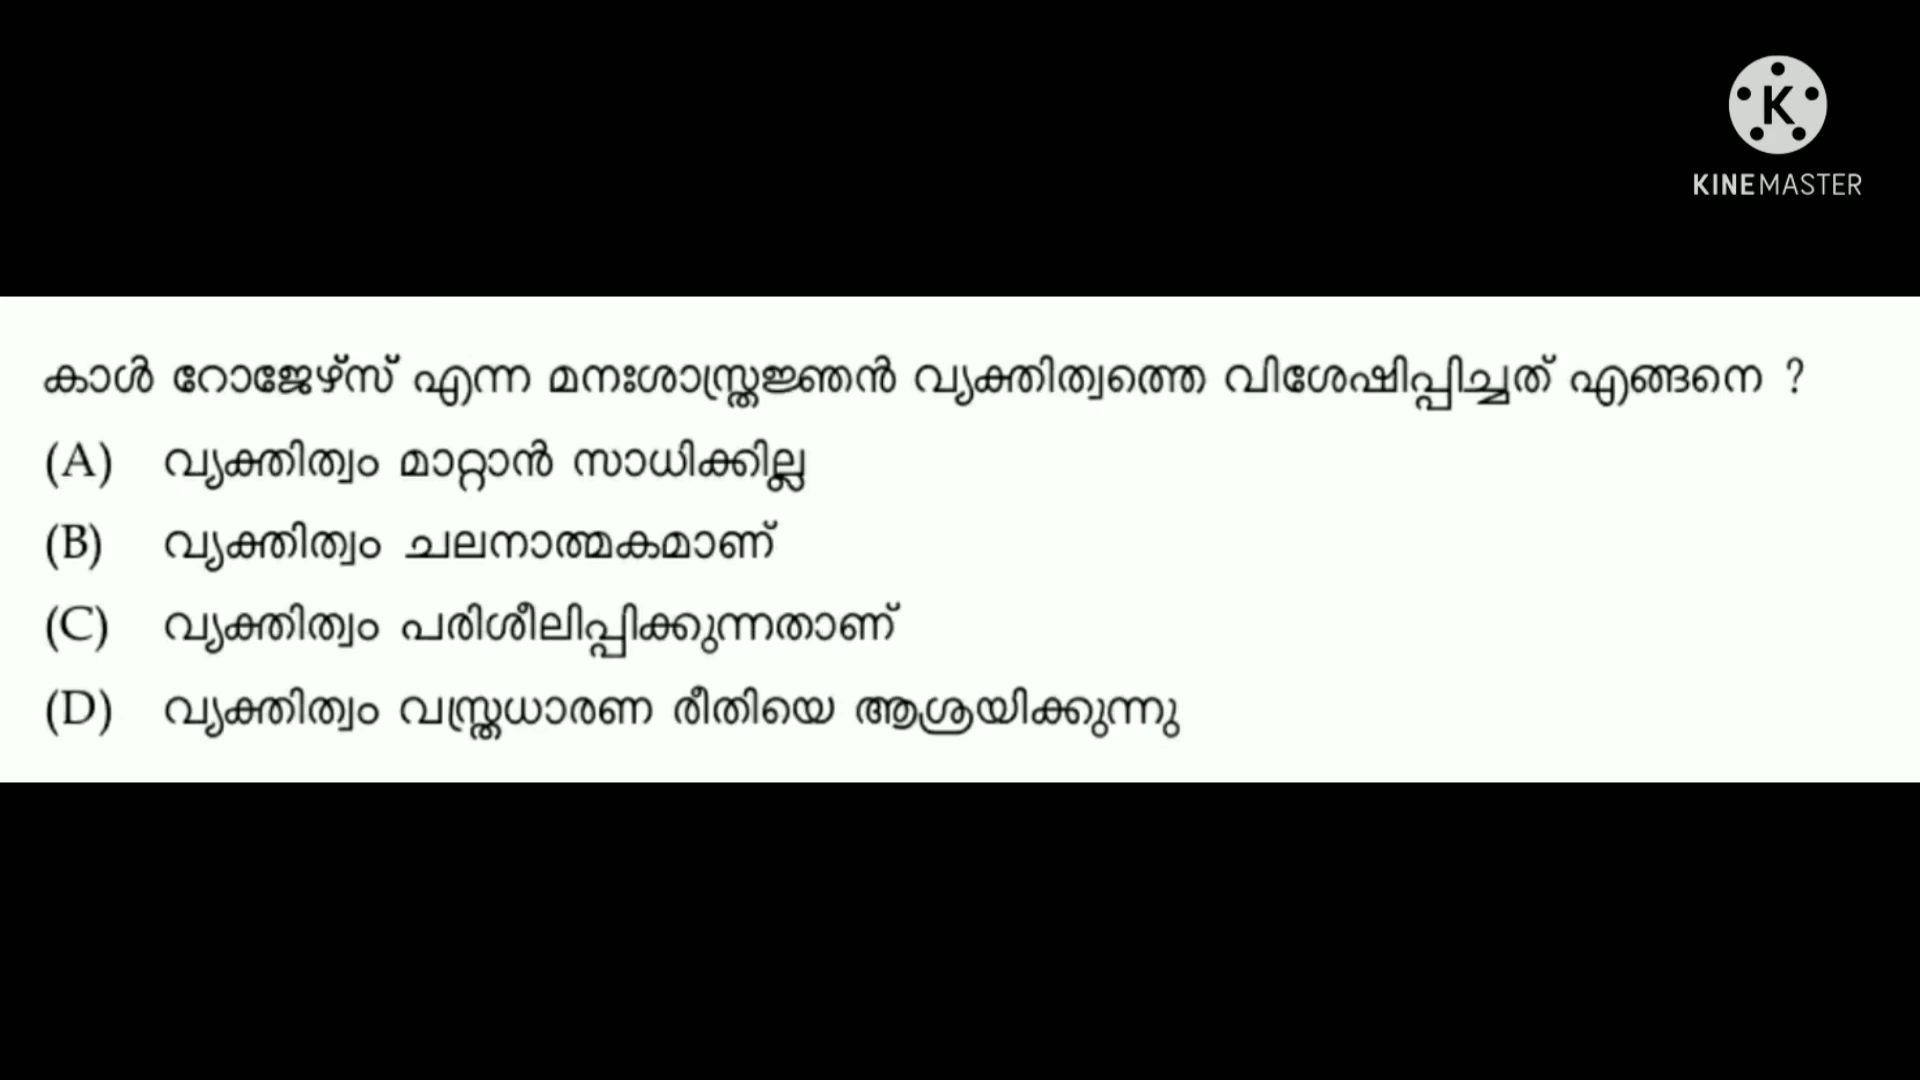 K
KINEMASTER
കാൾ റോജേഴ്സ് എന്ന മനഃശാസ്ത്രജ്ഞൻ വ്യക്തിത്വത്തെ വിശേഷിപ്പിച്ചത് എങ്ങനെ ?
(A) വ്യക്തിത്വം മാറ്റാൻ സാധിക്കില്ല
(B) വ്യക്തിത്വം ചലനാത്മകമാണ്
(C) വ്യക്തിത്വം പരിശീലിപ്പിക്കുന്നതാണ്
(D) വ്യക്തിത്വം വസ്ത്രധാരണ രീതിയെ ആശ്രയിക്കുന്നു